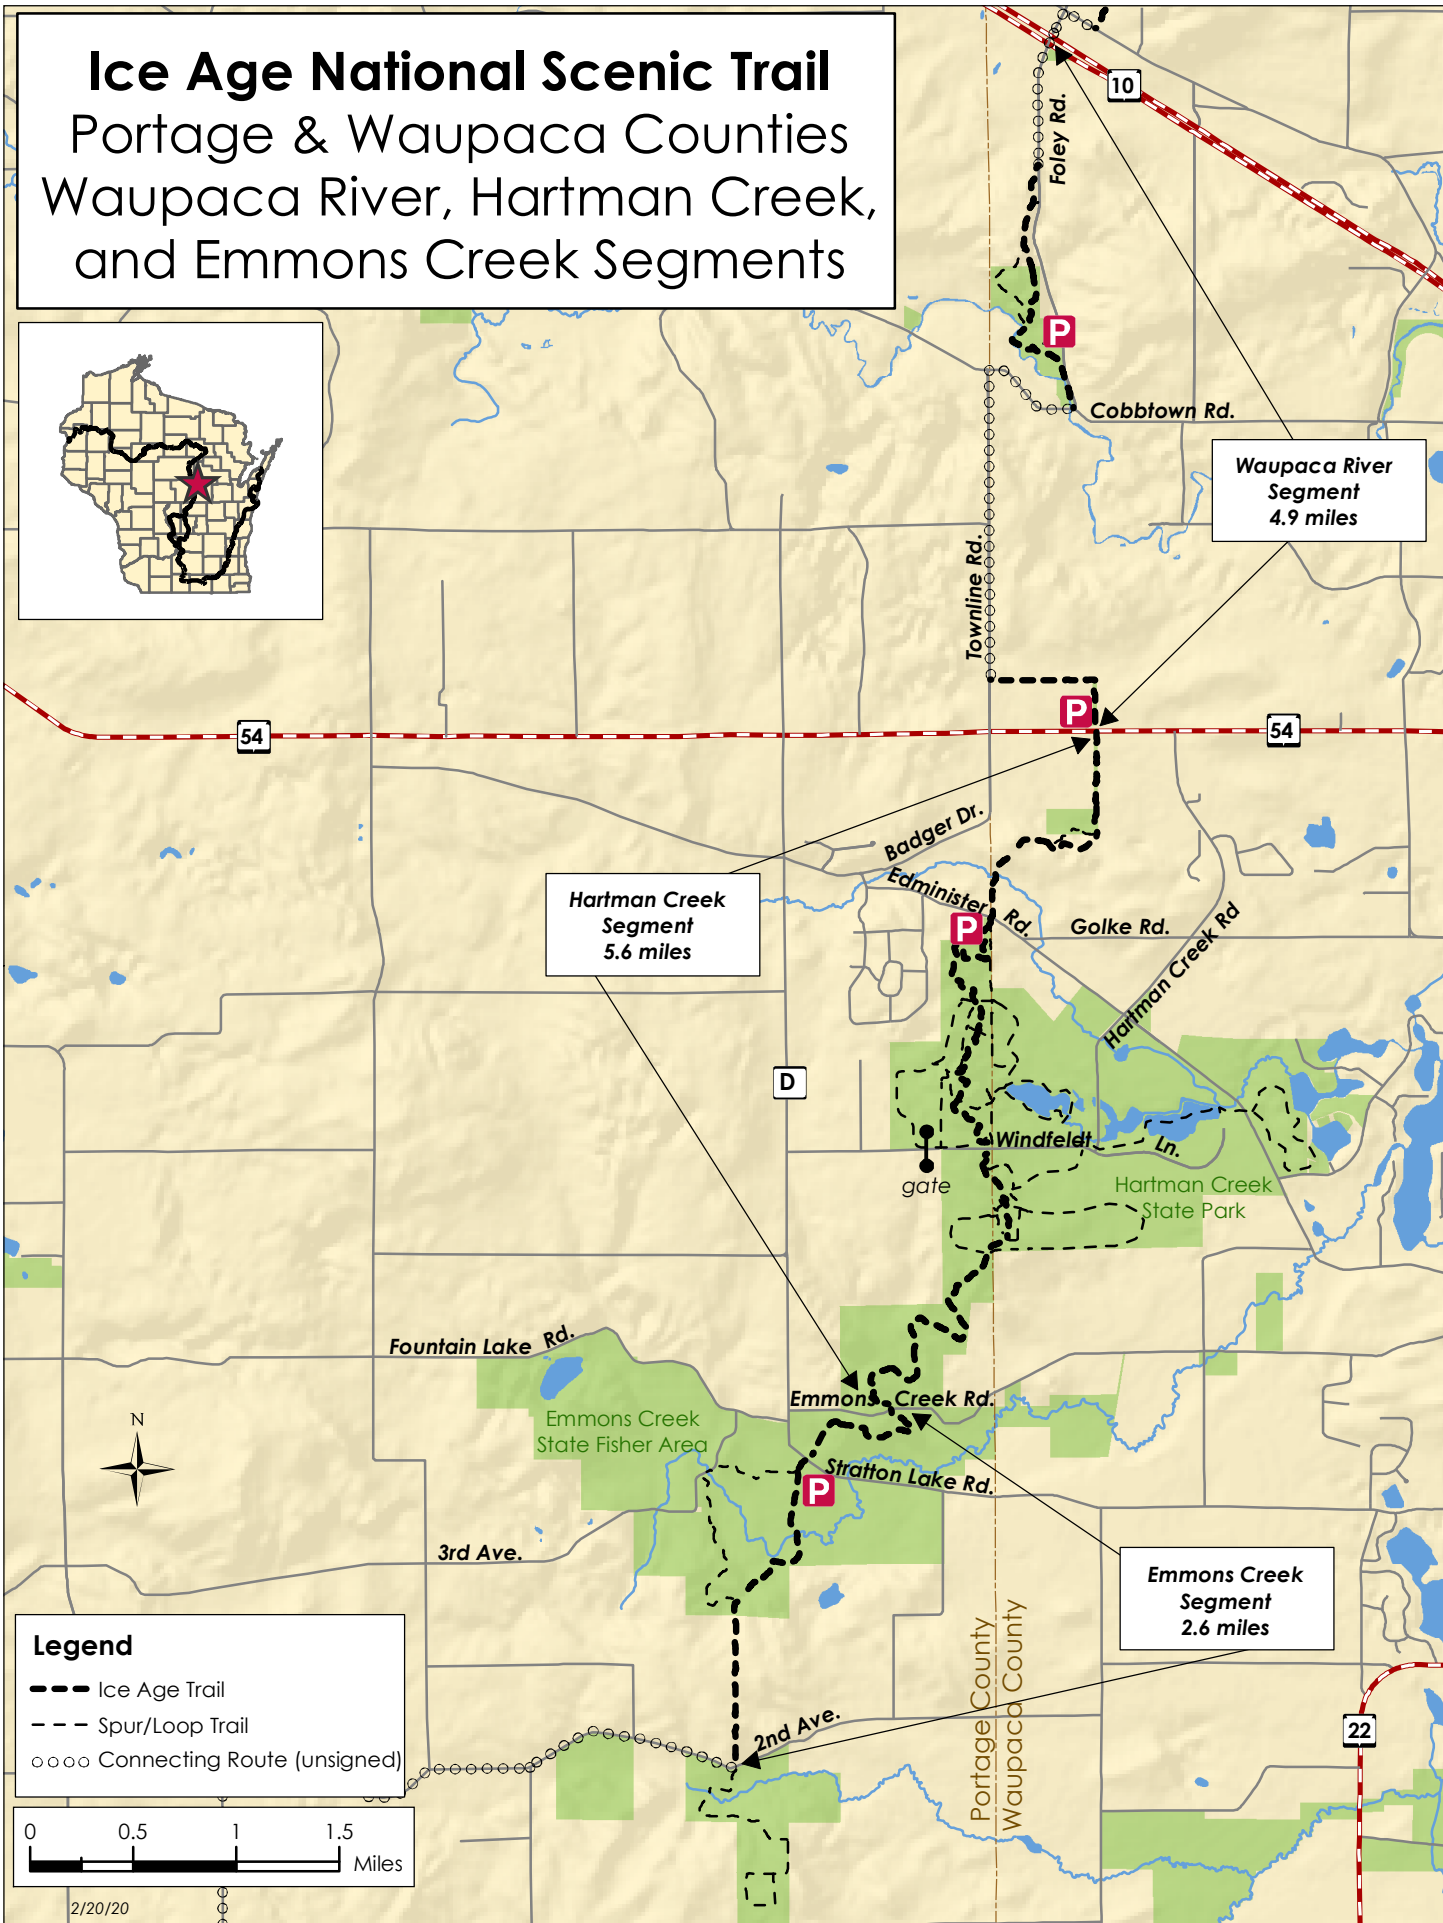 Ice Age National Scenic Trail
Portage & Waupaca Counties
Waupaca River, Hartman Creek,
and Emmons Creek Segments
10
Foley Rd.
P
Cobbtown Rd.
Waupaca River
Segment
4.9 miles
Townline Rd.
P
54
54
Badger Dr.
Edminister Rd.
Hartman Creek
Segment
5.6 miles
P
Golke Rd.
Hartman Creek Rd
D
Windfeldt Ln.
gate
Hartman Creek
State Park
Fountain Lake Rd.
Emmons Creek Rd.
Emmons Creek
State Fisher Area
N
Stratton Lake Rd.
P
3rd Ave.
Emmons Creek
Segment
2.6 miles
Portage County
Waupaca County
2nd Ave.
22
Legend
Ice Age Trail
Spur/Loop Trail
Connecting Route (unsigned)
0 0.5 1 1.5
Miles
2/20/20